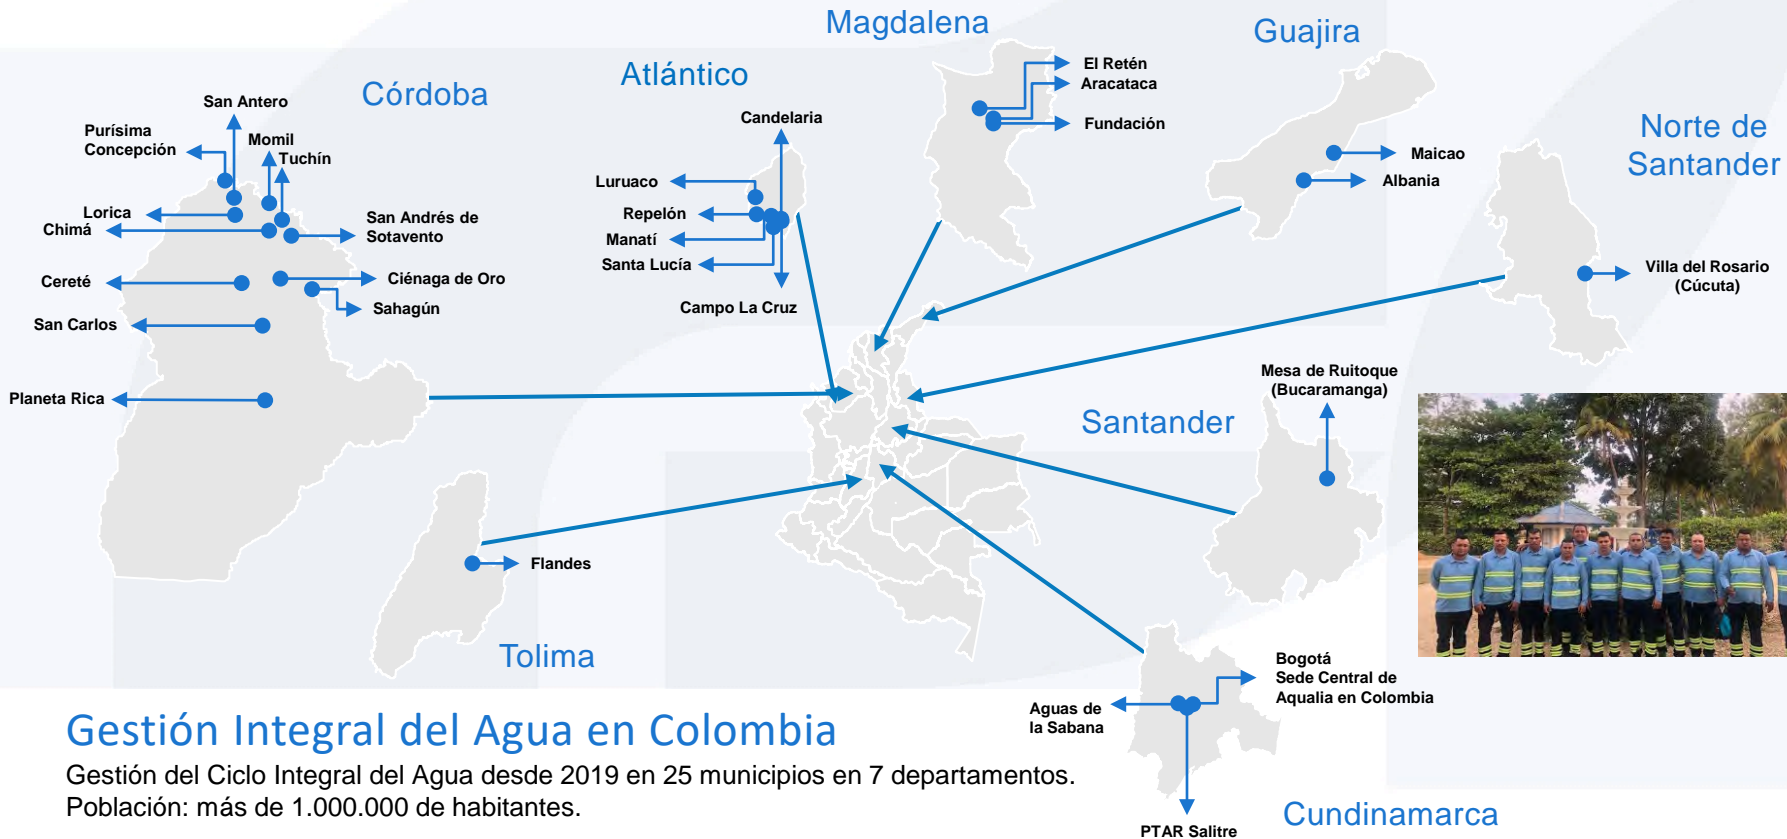 Magdalena
Guajira
El Retén
Aracataca
Fundación
Atlántico
Córdoba
San Antero
Purísima
Concepción
Momil
Tuchín
Candelaria
Norte de
Santander
Maicao
Albania
Luruaco
Lorica
Chimá
San Andrés de
Sotavento
Repelón
Manatí
Santa Lucía
Cereté
Ciénaga de Oro
Sahagún
Campo La Cruz
Villa del Rosario
(Cúcuta)
San Carlos
Planeta Rica
Mesa de Ruitoque
(Bucaramanga)
Santander
Flandes
Tolima
Bogotá
Sede Central de
Aqualia en Colombia
Aguas de
la Sabana
PTAR Salitre
Cundinamarca
Gestión Integral del Agua en Colombia
Gestión del Ciclo Integral del Agua desde 2019 en 25 municipios en 7 departamentos.
Población: más de 1.000.000 de habitantes.